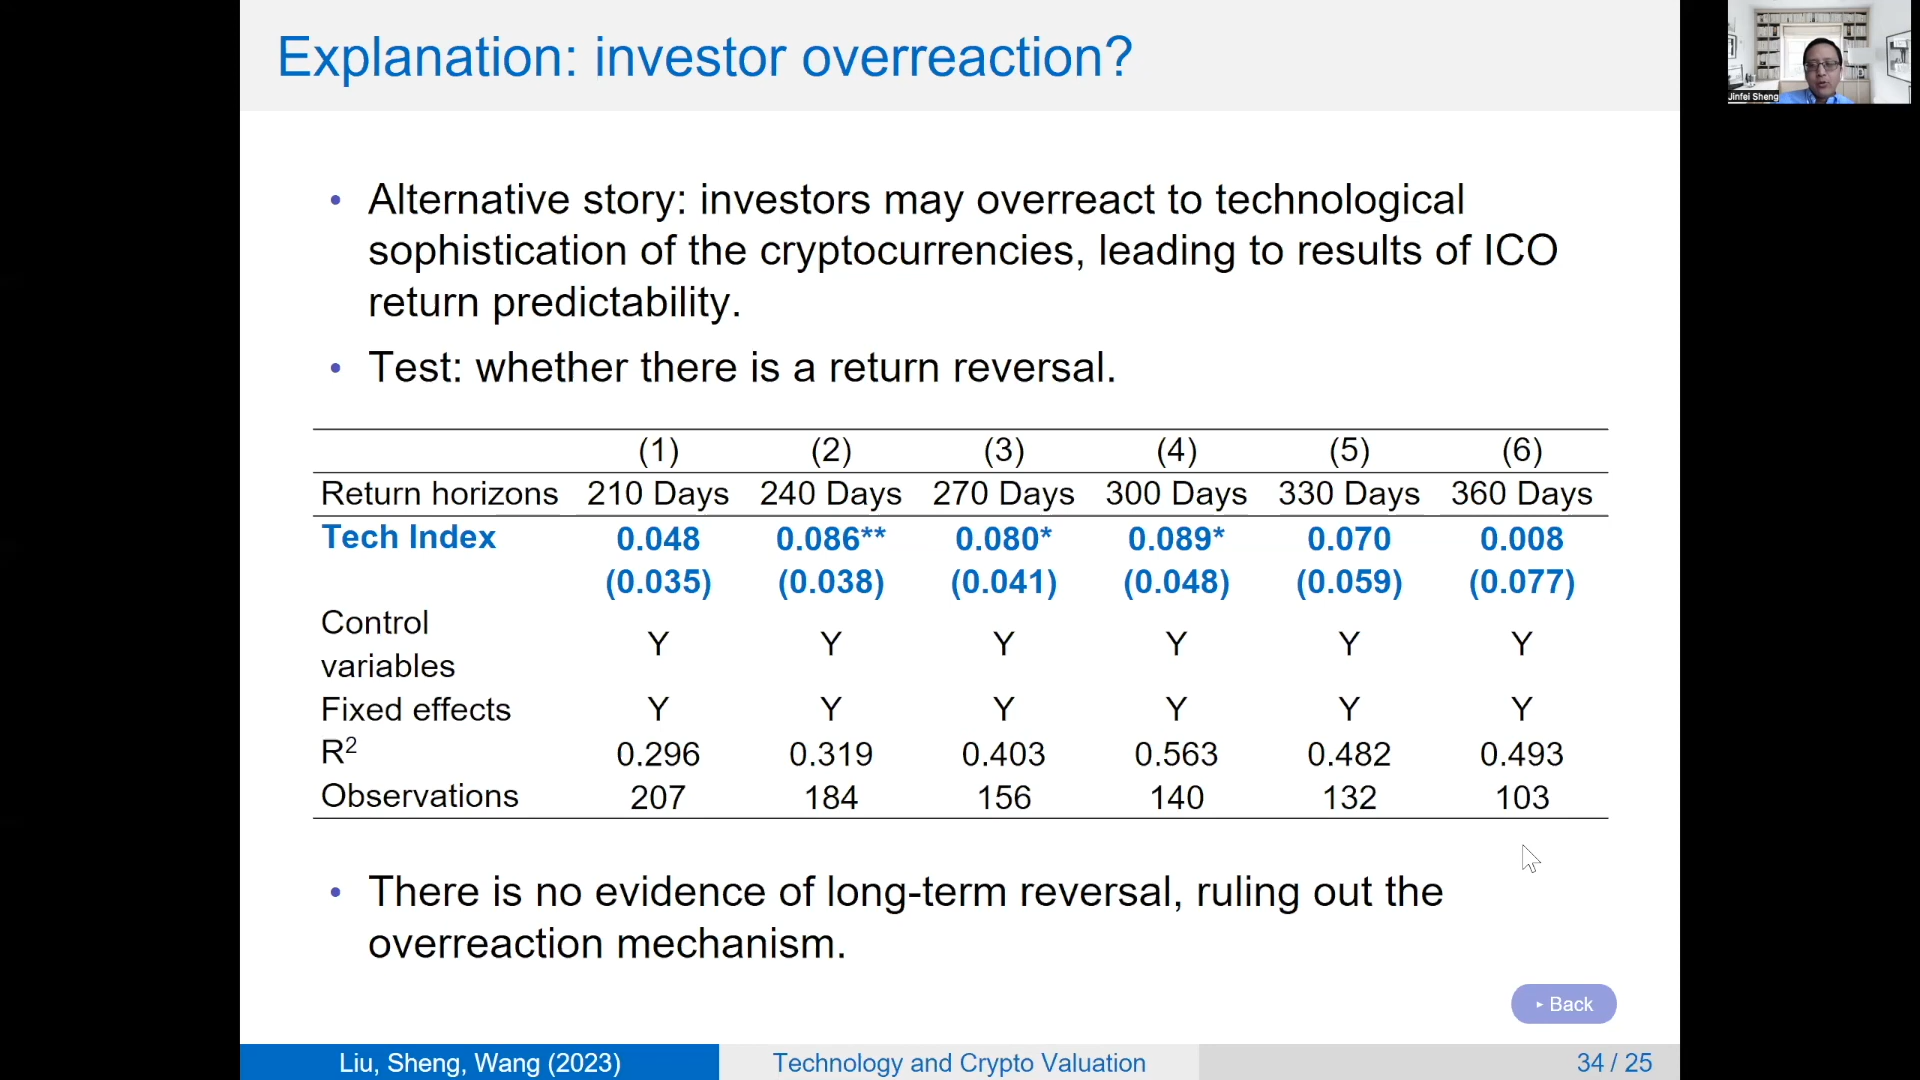 Explanation: investor overreaction?
Jinfei Sheng
• Alternative story: investors may overreact to technological
sophistication of the cryptocurrencies, leading to results of ICO
return predictability.
• Test: whether there is a return reversal.
(1) (2) (3) (4) (5) (6)
Return horizons 210 Days 240 Days 270 Days 300 Days 330 Days 360 Days
Tech Index 0.048 0.086** 0.080* 0.089* 0.070 0.008
(0.035) (0.038) (0.041) (0.048) (0.059) (0.077)
Control
variables Y Y Y Y Y Y
Fixed effects Y Y Y Y Y Y
R² 0.296 0.319 0.403 0.563 0.482 0.493
Observations 207 184 156 140 132 103
• There is no evidence of long-term reversal, ruling out the
overreaction mechanism.
▸ Back
Liu, Sheng, Wang (2023) Technology and Crypto Valuation 34 / 25